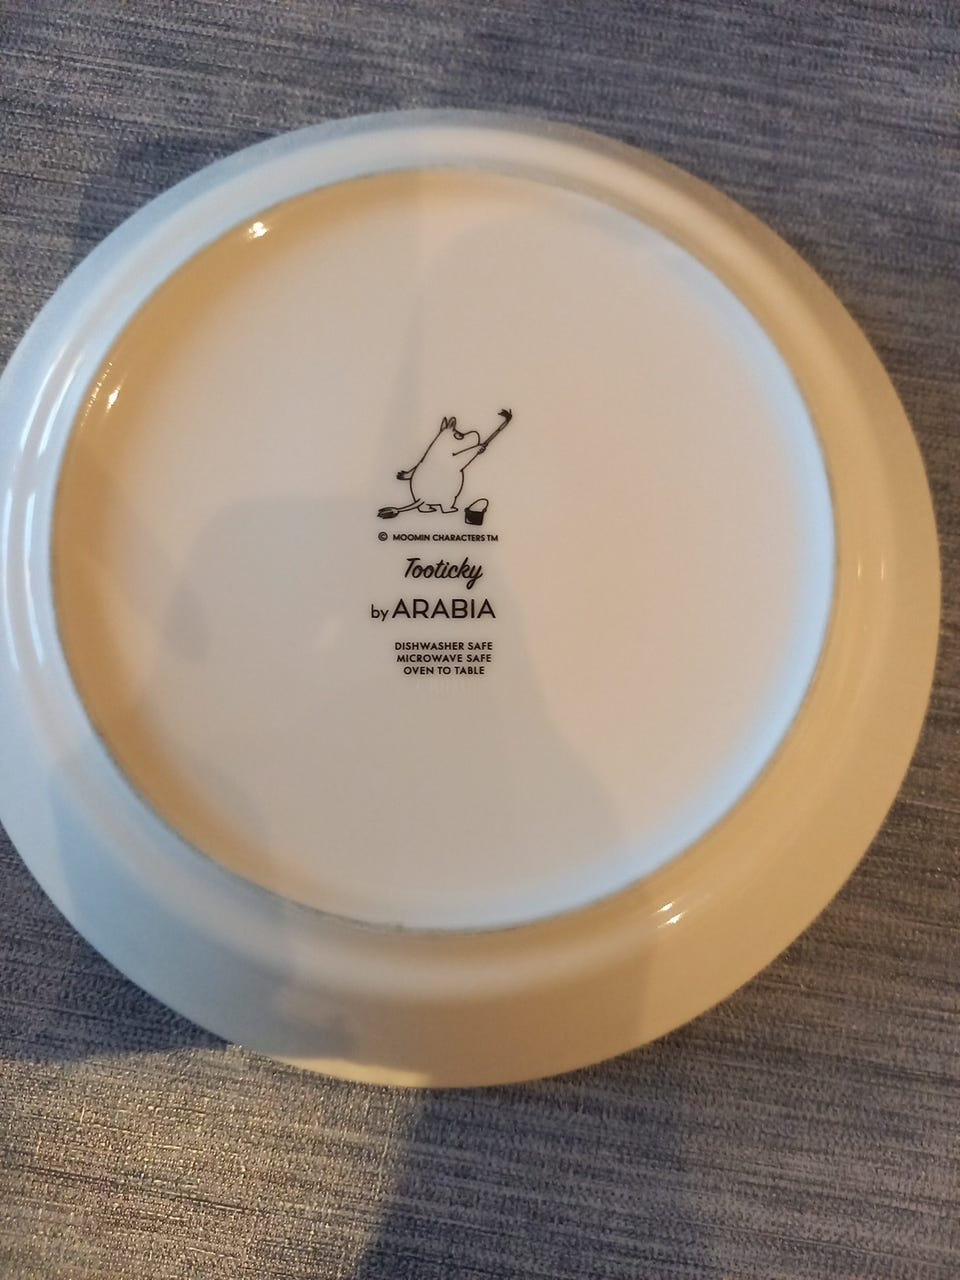 © MOOMIN CHARACTERS TM
Tooticky
by ARABIA
DISHWASHER SAFE
MICROWAVE SAFE
OVEN TO TABLE